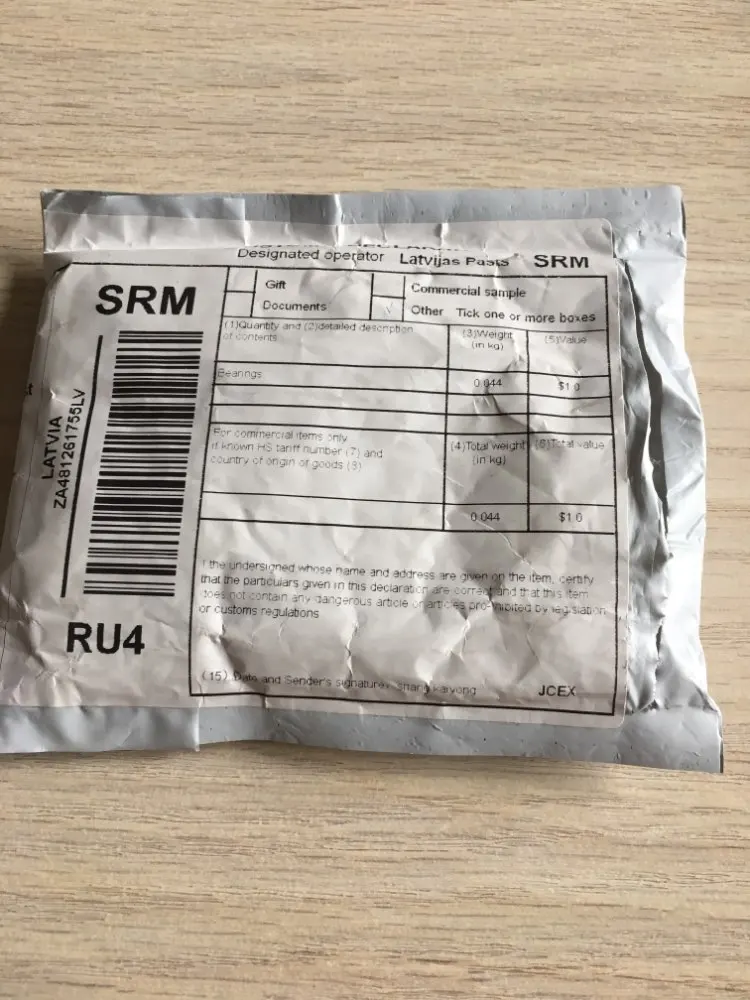 Designated operator Latvijas Pasts SRM
SRM
Gift
Commercial sample
Documents
Other Tick one or more boxes
(1)Quantity and (2)detailed description
of contents
(3)Weight
(in kg)
(5)Value
Bearings
0.044
$1.0
For commercial items only
If known HS tariff number (7) and
country of origin of goods (8)
(4)Total weight
(in kg)
(6)Total value
0.044
$1.0
LATVIA
ZA481261755LV
I the undersigned whose name and address are given on the item, certify
that the particulars given in this declaration are correct and that this item
does not contain any dangerous article or articles prohibited by legislation
or customs regulations
RU4
(15) Date and Sender's signature
JCEX